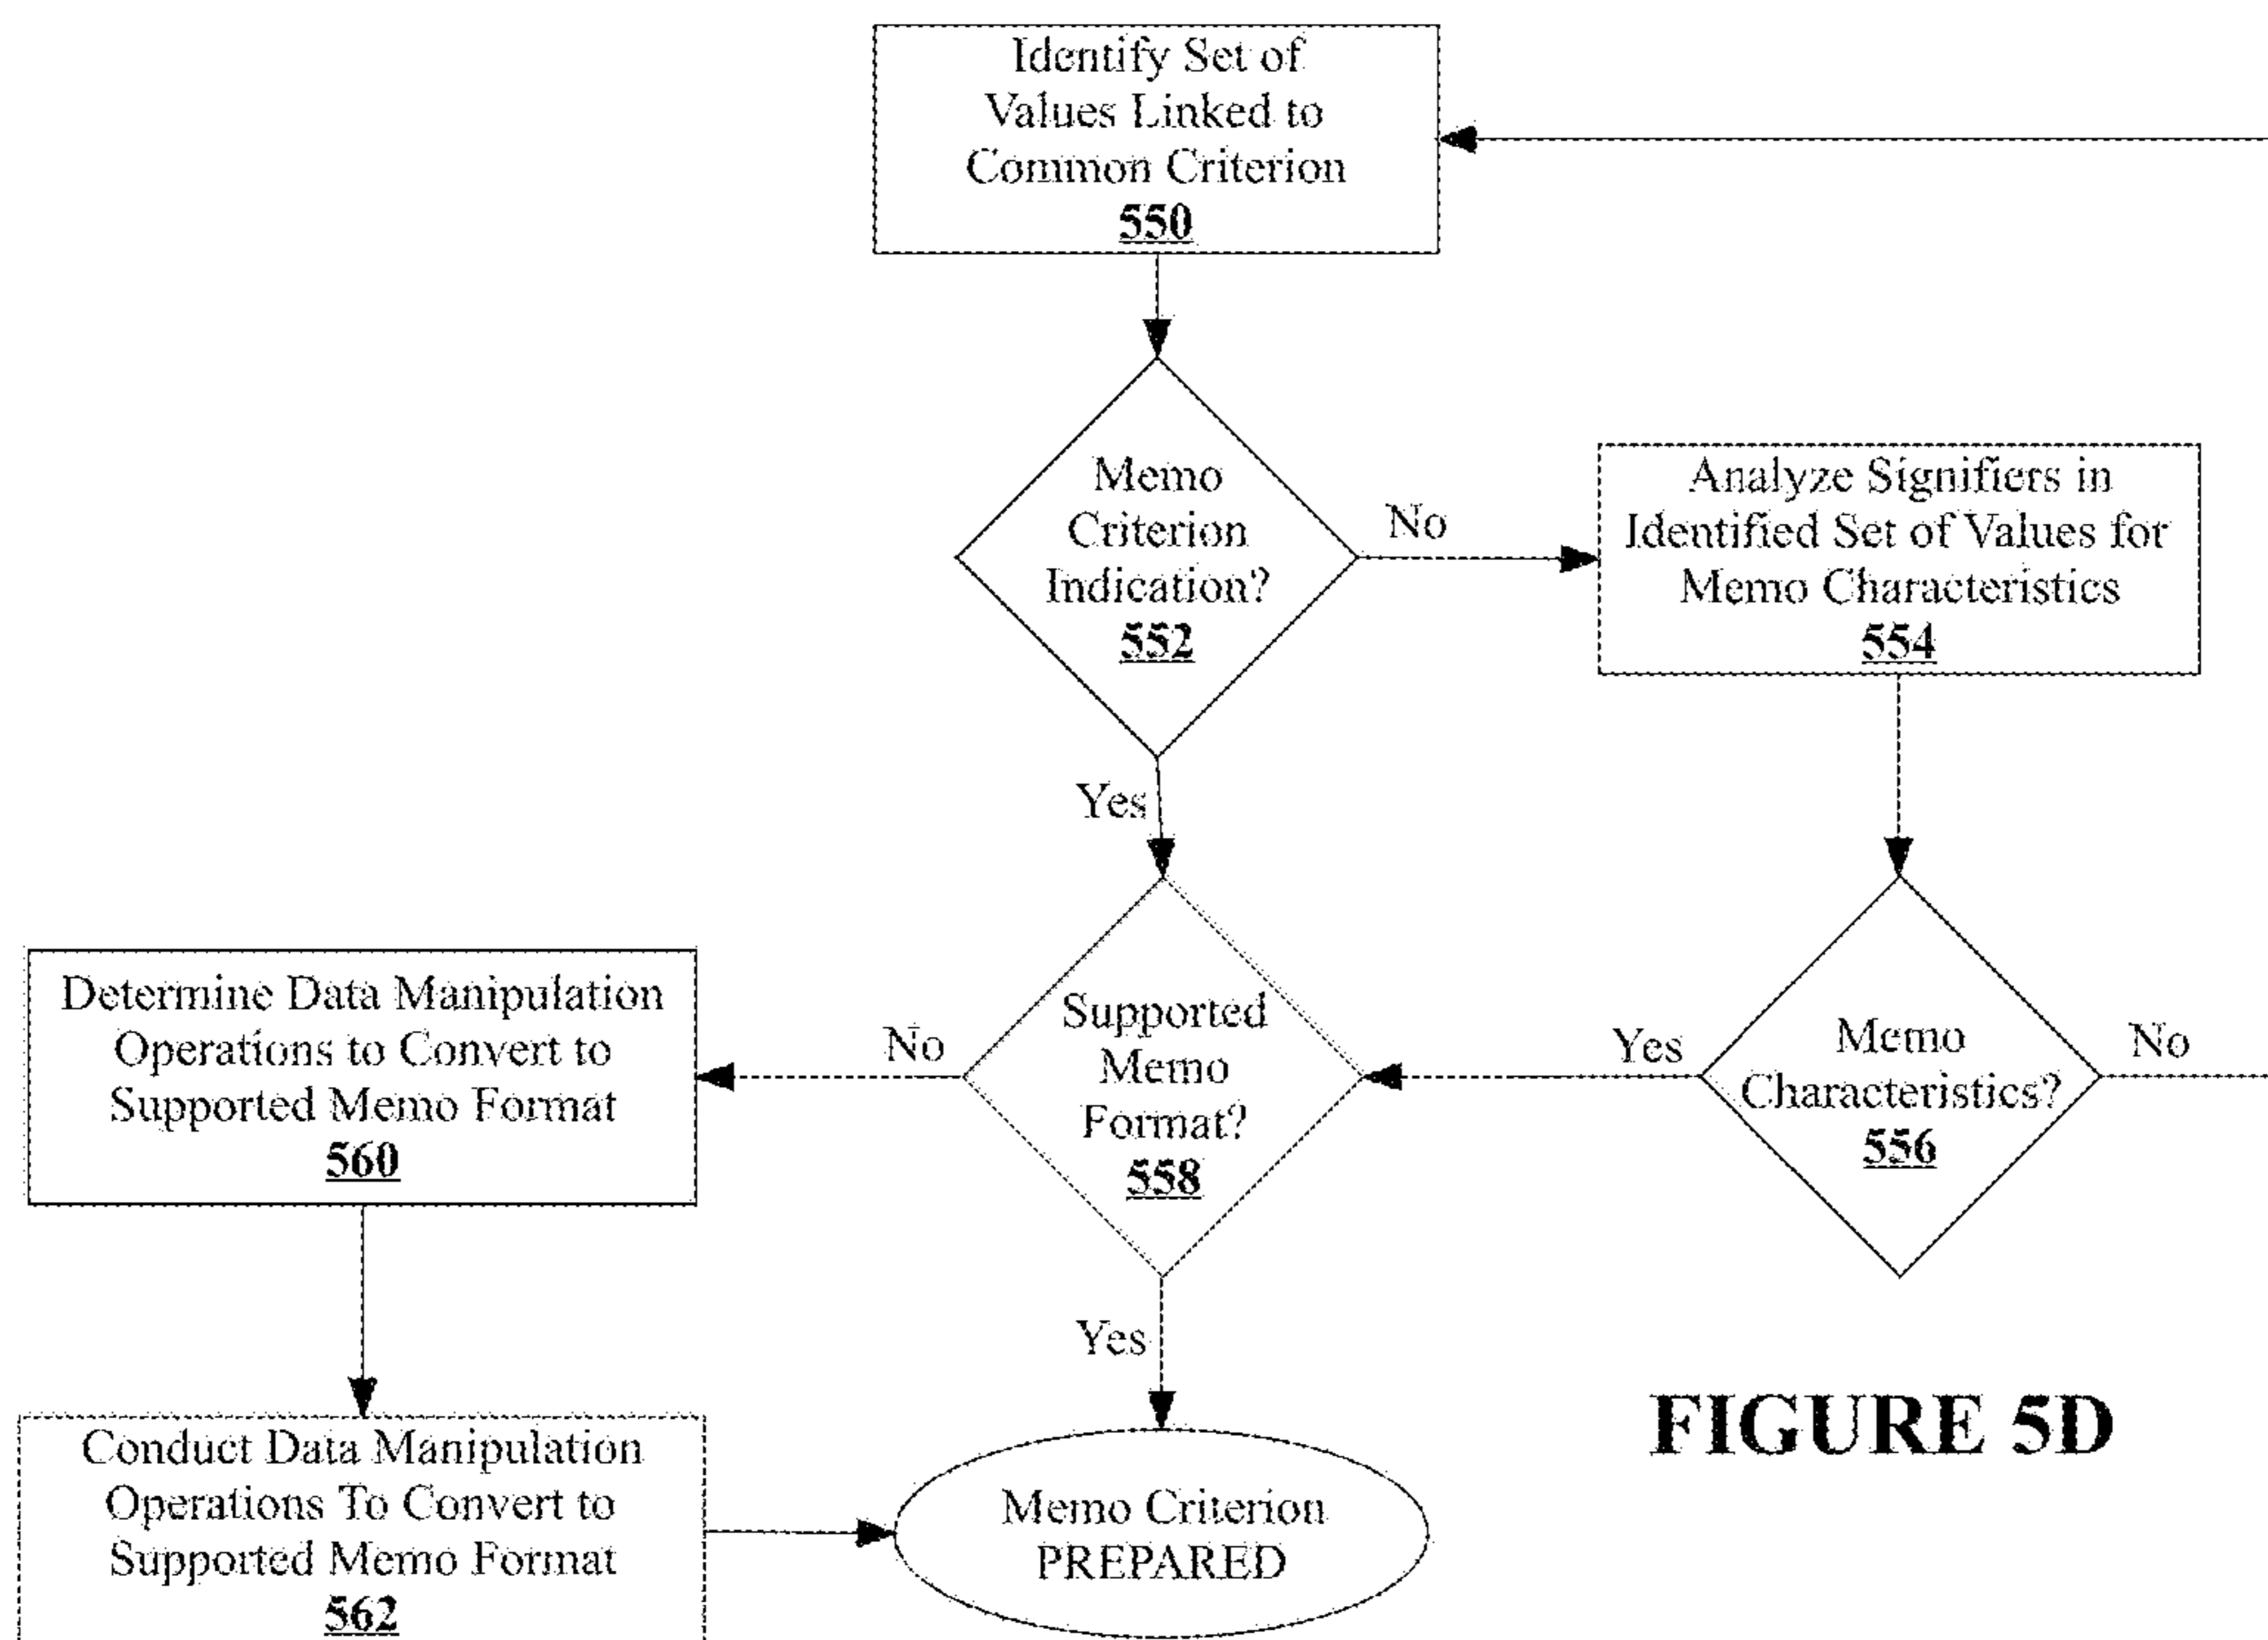 Identify Set of
Values Linked to
Common Criterion
550
Memo
Criterion
Indication?
552
No
Analyze Signifiers in
Identified Set of Values for
Memo Characteristics
554
Yes
Supported
Memo
Format?
558
Yes
Memo
Characteristics?
556
No
No
Determine Data Manipulation
Operations to Convert to
Supported Memo Format
560
Yes
Conduct Data Manipulation
Operations To Convert to
Supported Memo Format
562
Memo Criterion
PREPARED
FIGURE 5D